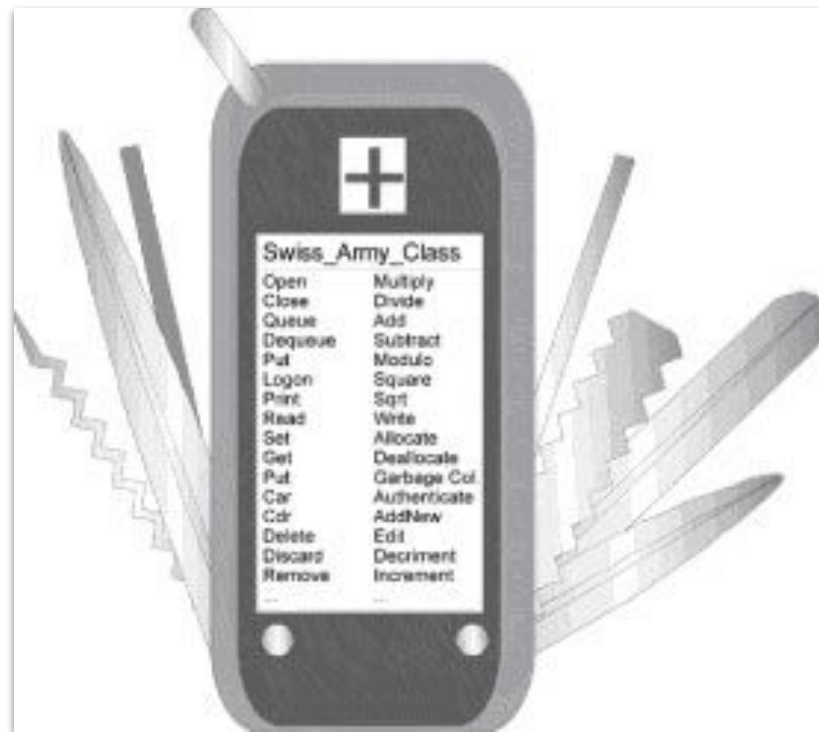 Swiss_Army_Class
Open Multiply
Close Divide
Queue Add
Dequeue Subtract
Put Modulo
Logon Square
Print Sqrt
Read Write
Set Allocate
Get Deallocate
Put Garbage Col.
Car Authenticate
Cdr AddNew
Delete Edit
Discard Decriment
Remove Increment
... ...